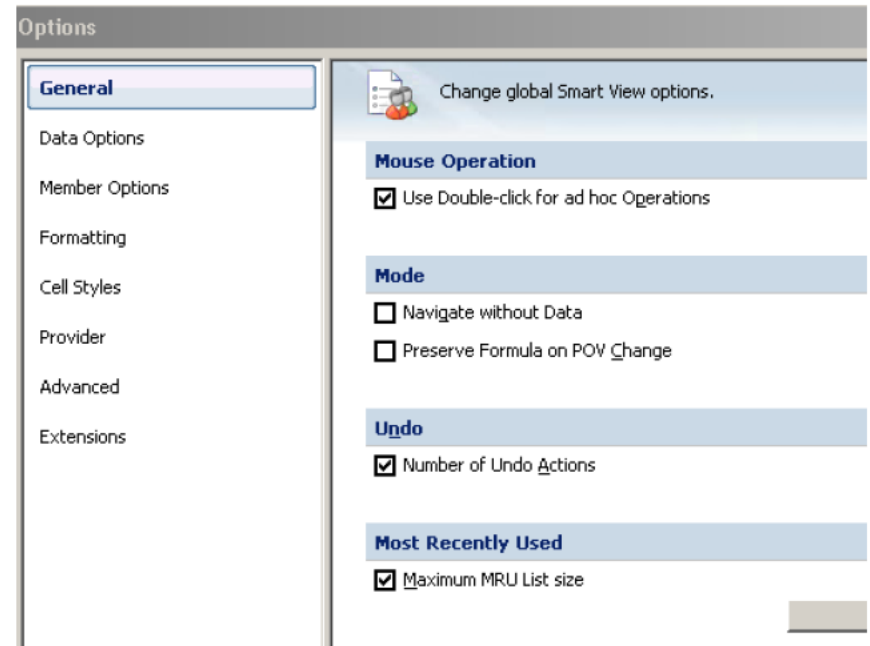 Options
General
Data Options
Member Options
Formatting
Cell Styles
Provider
Advanced
Extensions
Change global Smart View options.
Mouse Operation
Use Double-click for ad hoc Operations
Mode
Navigate without Data
Preserve Formula on POV Change
Undo
Number of Undo Actions
Most Recently Used
Maximum MRU List size